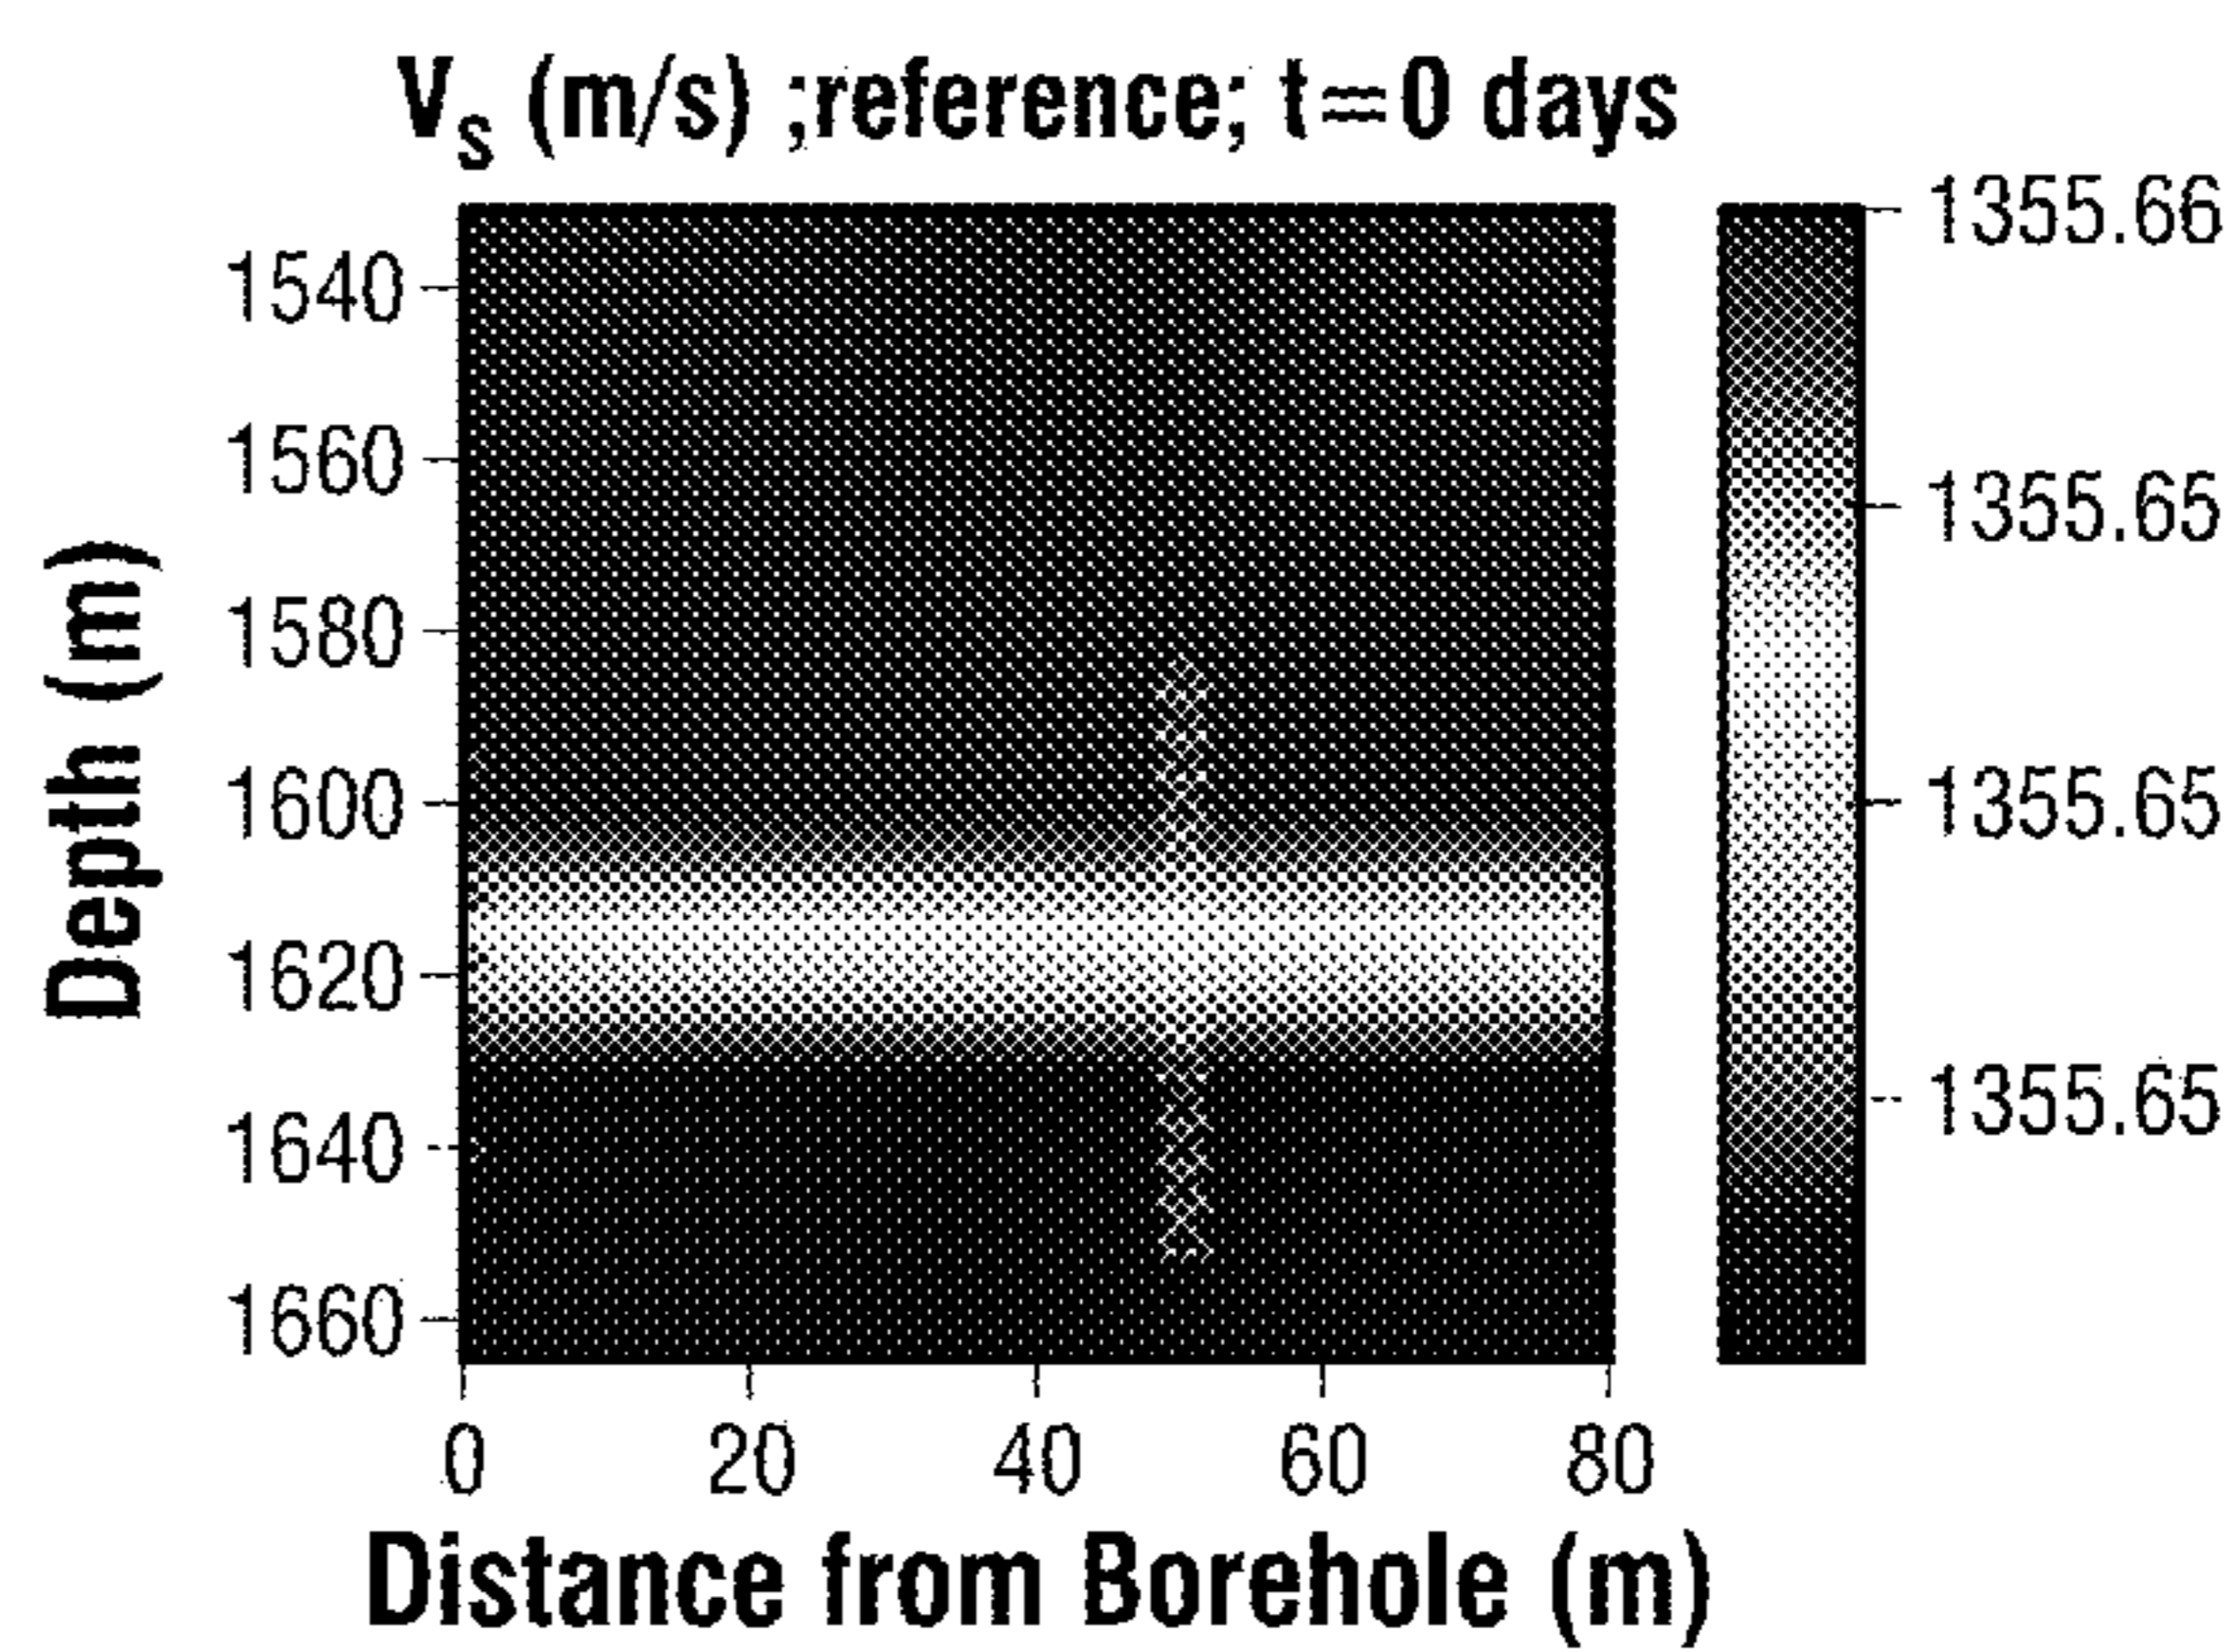 Vs (m/s) ;reference; t=0 days
1355.66
1540
1560
1355.65
1580
1600
1355.65
1620
1640
1355.65
1660
Depth (m)
0 20 40 60 80
Distance from Borehole (m)